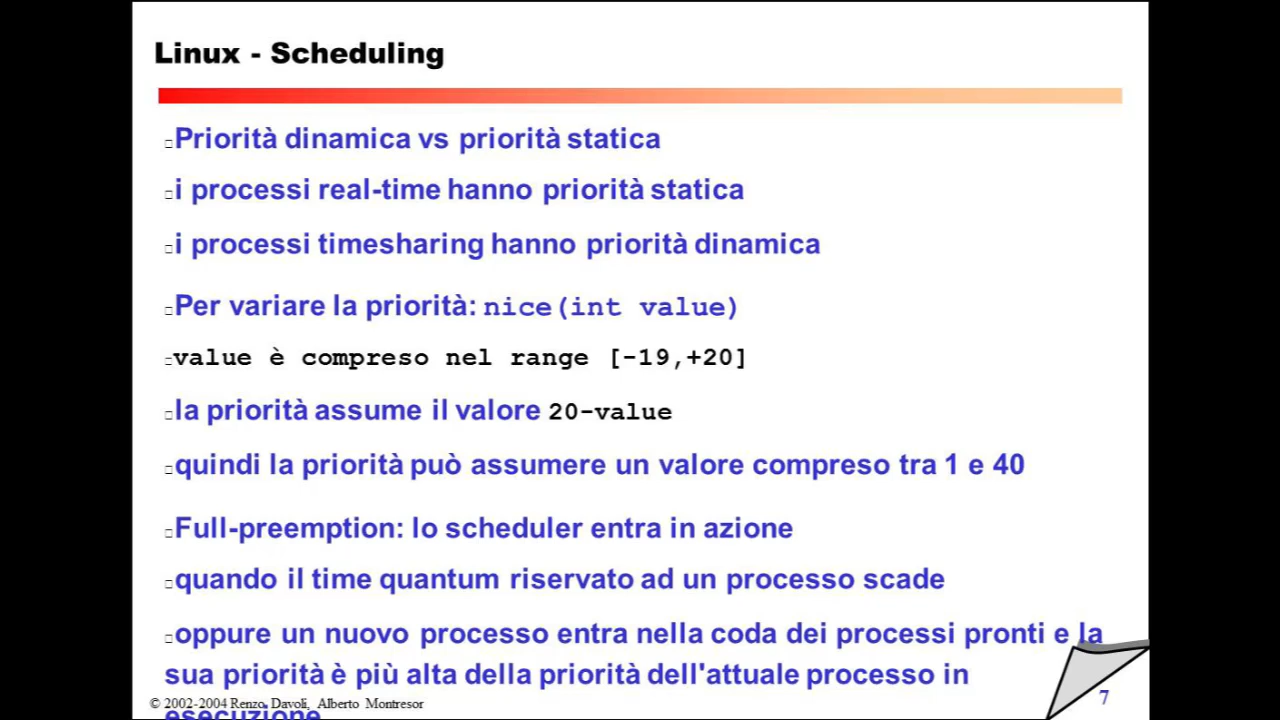 Linux - Scheduling
Priorità dinamica vs priorità statica
i processi real-time hanno priorità statica
i processi timesharing hanno priorità dinamica
Per variare la priorità: nice(int value)
value è compreso nel range [-19,+20]
la priorità assume il valore 20-value
quindi la priorità può assumere un valore compreso tra 1 e 40
Full-preemption: lo scheduler entra in azione
quando il time quantum riservato ad un processo scade
oppure un nuovo processo entra nella coda dei processi pronti e la
sua priorità è più alta della priorità dell'attuale processo in
esecuzione
© 2002-2004 Renzo Davoli, Alberto Montresor
7